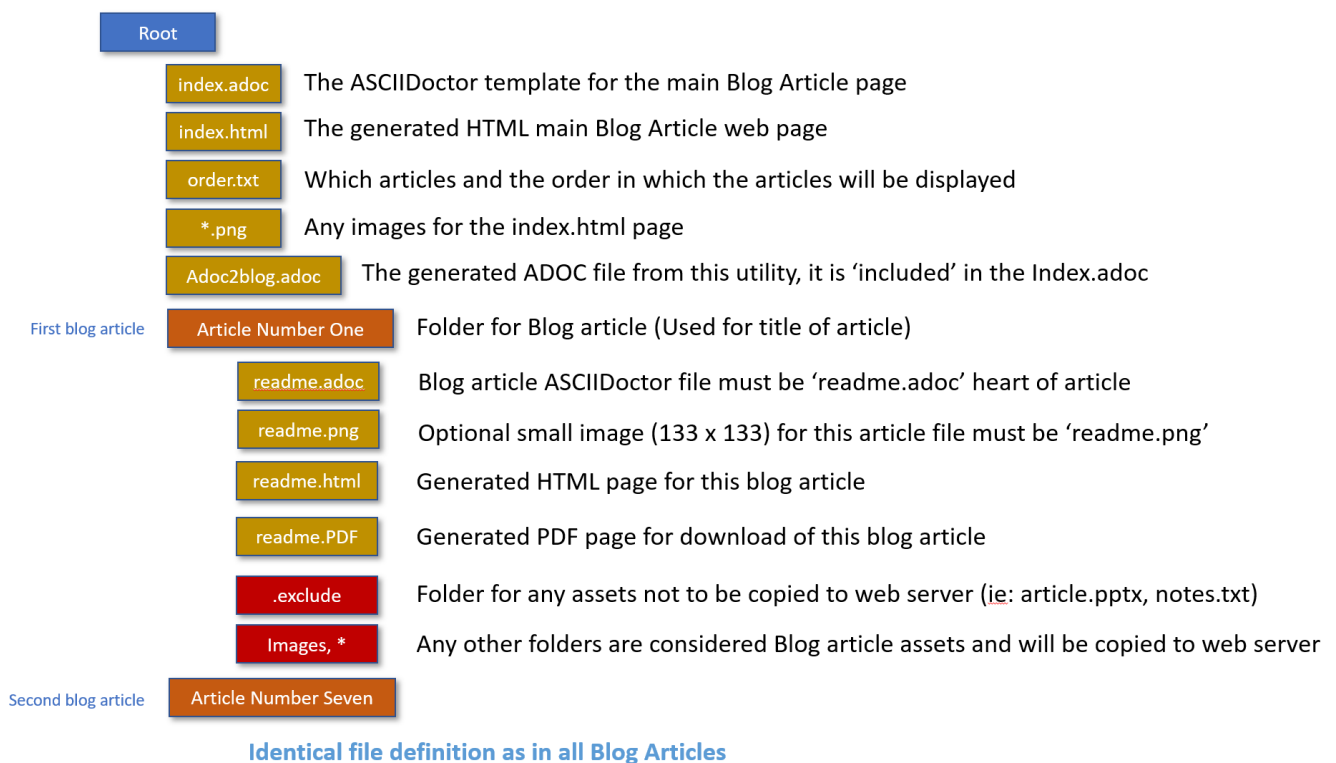 Root
index.adoc The ASCIIDoctor template for the main Blog Article page
index.html The generated HTML main Blog Article web page
order.txt Which articles and the order in which the articles will be displayed
*.png Any images for the index.html page
Adoc2blog.adoc The generated ADOC file from this utility, it is ‘included’ in the Index.adoc
First blog article Article Number One Folder for Blog article (Used for title of article)
readme.adoc Blog article ASCIIDoctor file must be ‘readme.adoc’ heart of article
readme.png Optional small image (133 x 133) for this article file must be ‘readme.png’
readme.html Generated HTML page for this blog article
readme.PDF Generated PDF page for download of this blog article
.exclude Folder for any assets not to be copied to web server (ie: article.pptx, notes.txt)
Images, * Any other folders are considered Blog article assets and will be copied to web server
Second blog article Article Number Seven
Identical file definition as in all Blog Articles